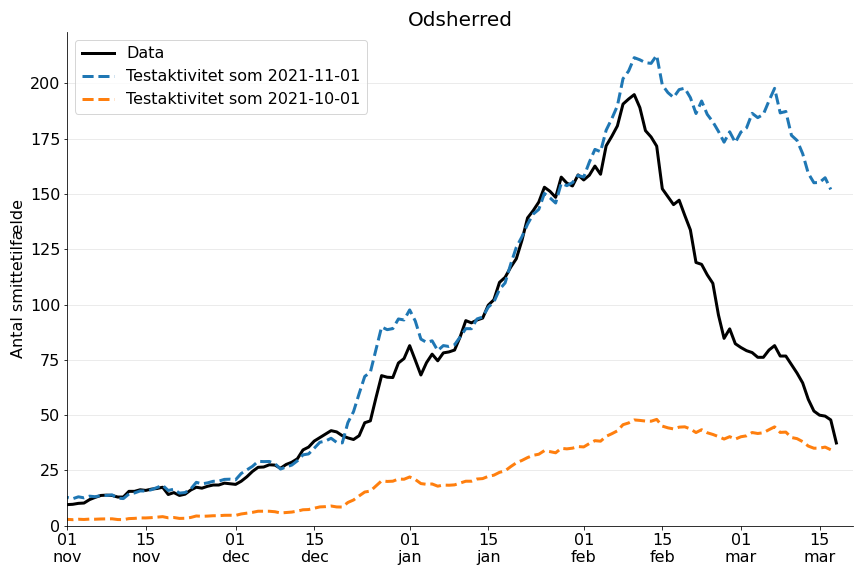 Odsherred
Data
Testaktivitet som 2021-11-01
Testaktivitet som 2021-10-01
Antal smittetilfælde
200
175
150
125
100
75
50
25
0
01 15 01 15 01 15 01 15 01 15
nov nov dec dec jan jan feb feb mar mar